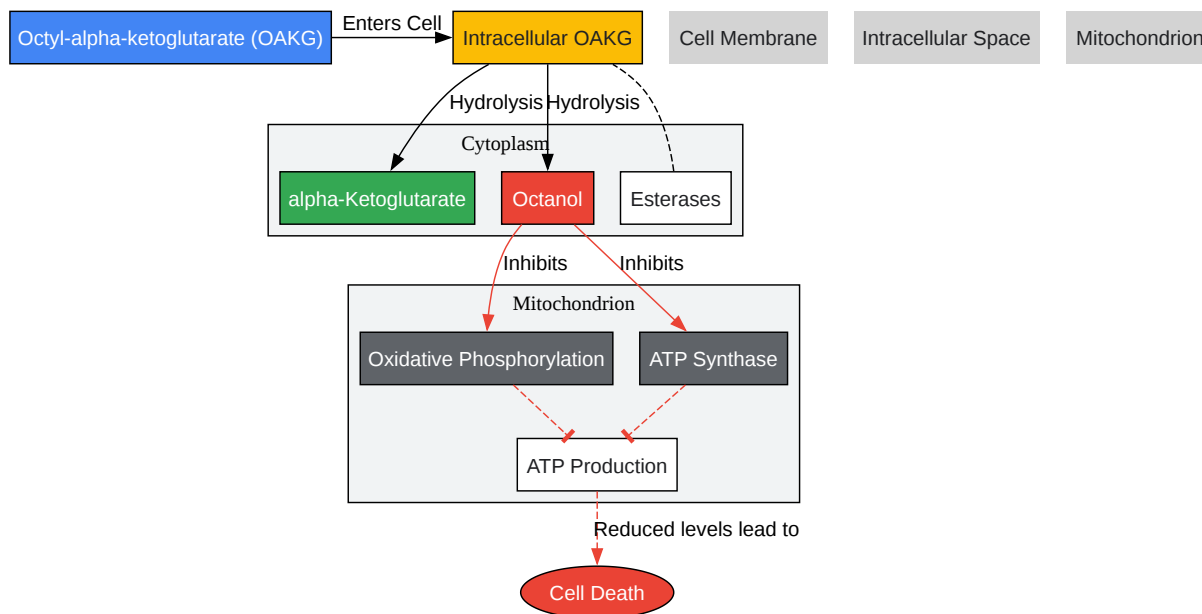 Octyl-alpha-ketoglutarate (OAKG)
Enters Cell
Intracellular OAKG
Cell Membrane
Intracellular Space
Mitochondrion
Hydrolysis
Hydrolysis
Cytoplasm
alpha-Ketoglutarate
Octanol
Esterases
Inhibits
Inhibits
Mitochondrion
Oxidative Phosphorylation
ATP Synthase
ATP Production
Reduced levels lead to
Cell Death